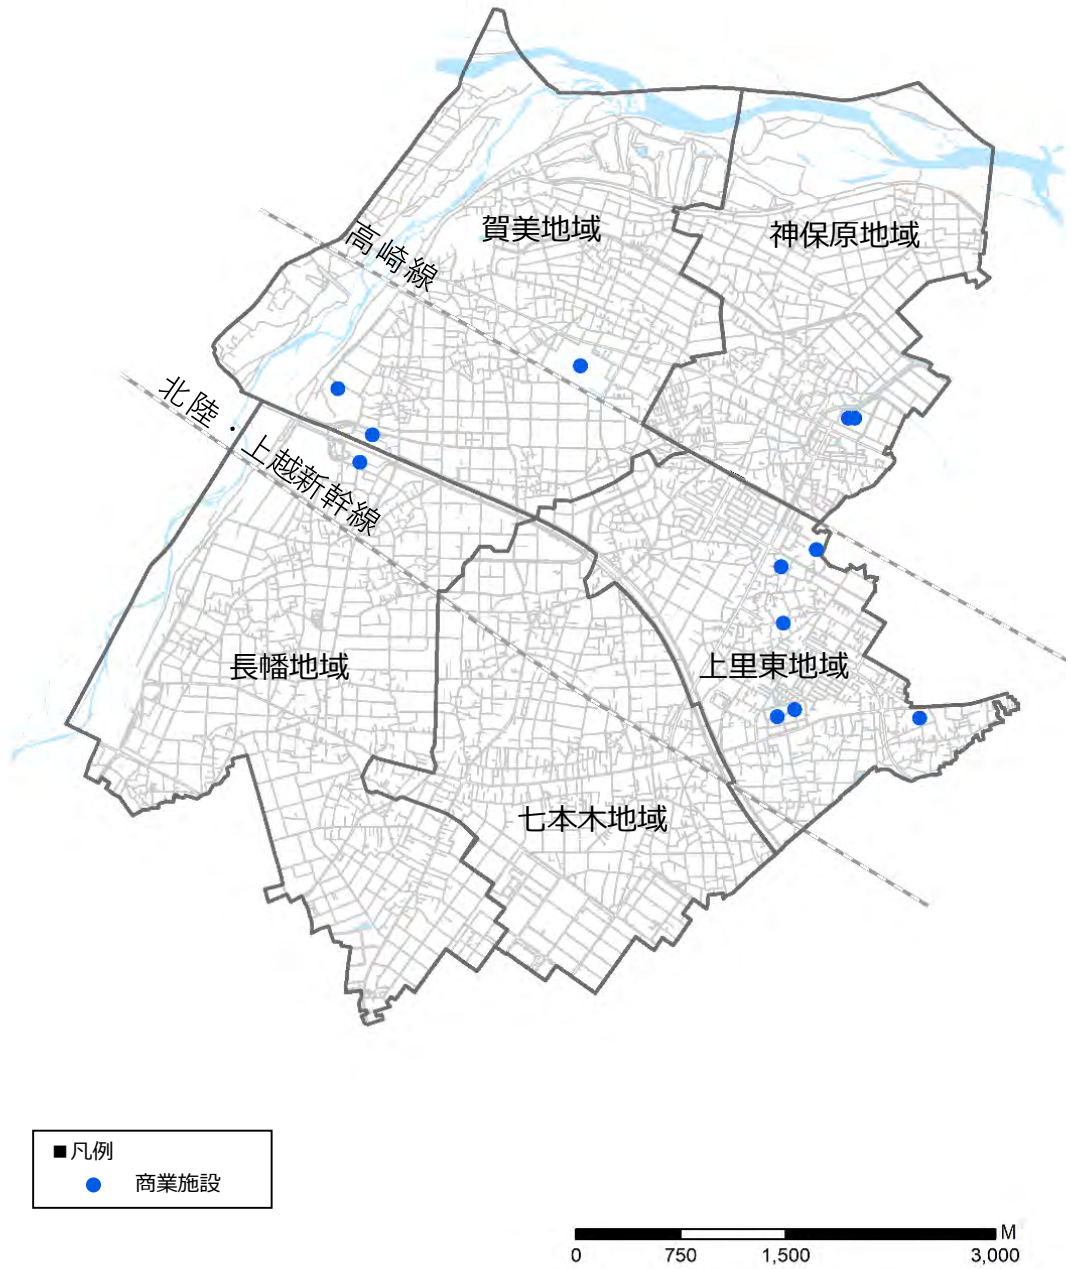 賀美地域
神保原地域
高崎線
北陸・上越新幹線
長幡地域
上里東地域
七本木地域
■凡例
商業施設
M
0 750 1,500 3,000